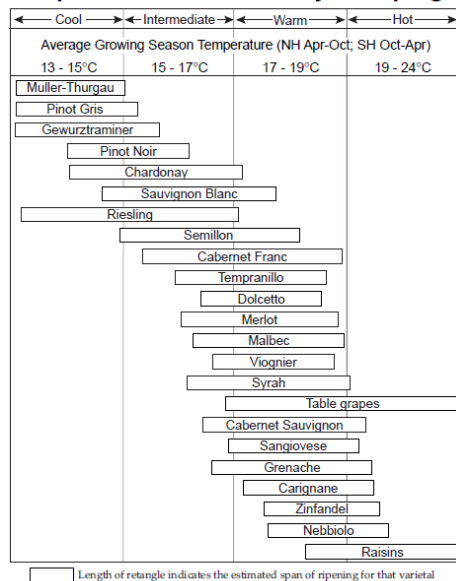 Cool Intermediate Warm Hot
Average Growing Season Temperature (NH Apr-Oct; SH Oct-Apr)
13 - 15°C 15 - 17°C 17 - 19°C 19 - 24°C
Muller-Thurgau
Pinot Gris
Gewurztraminer
Pinot Noir
Chardonay
Sauvignon Blanc
Riesling
Semillon
Cabernet Franc
Tempranillo
Dolcetto
Merlot
Malbec
Viognier
Syrah
Table grapes
Cabernet Sauvignon
Sangiovese
Grenache
Carignane
Zinfandel
Nebbiolo
Raisins
Length of retangle indicates the estimated span of ripening for that varietal